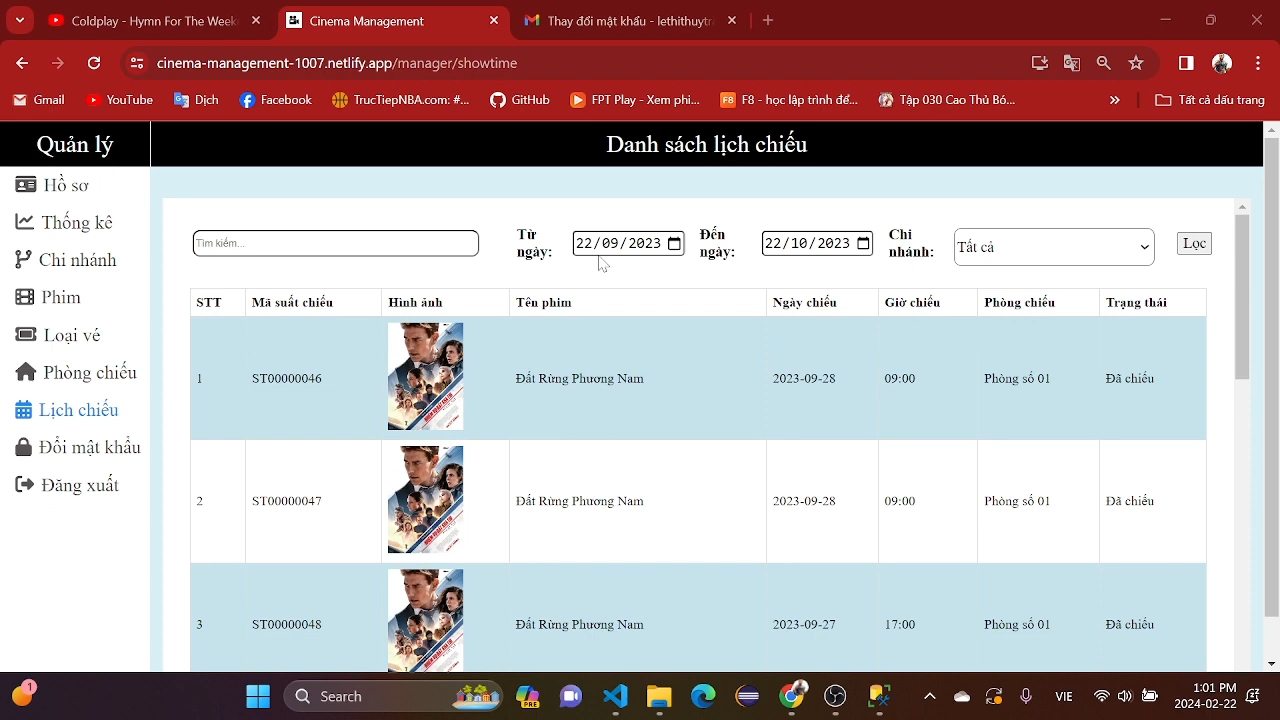 Coldplay - Hymn For The Weeke
Cinema Management
Thay đổi mật khẩu - lethithuytr
cinema-management-1007.netlify.app/manager/showtime
Gmail
YouTube
Dịch
Facebook
TrucTiepNBA.com: #...
GitHub
FPT Play - Xem phi...
F8 - học lập trình để...
Tập 030 Cao Thủ Bó...
Tất cả dấu trang
Quản lý
Danh sách lịch chiếu
Hồ sơ
Thống kê
Chi nhánh
Phim
Loại vé
Phòng chiếu
Lịch chiếu
Đổi mật khẩu
Đăng xuất
Tìm kiếm...
Từ ngày:
22/09/2023
Đến ngày:
22/10/2023
Chi nhánh:
Tất cả
Lọc
STT Mã suất chiếu Hình ảnh Tên phim Ngày chiếu Giờ chiếu Phòng chiếu Trạng thái
1 ST00000046 Đất Rừng Phương Nam 2023-09-28 09:00 Phòng số 01 Đã chiếu
2 ST00000047 Đất Rừng Phương Nam 2023-09-28 09:00 Phòng số 01 Đã chiếu
3 ST00000048 Đất Rừng Phương Nam 2023-09-27 17:00 Phòng số 01 Đã chiếu
1
Search
PRE
VIE
1:01 PM
2024-02-22